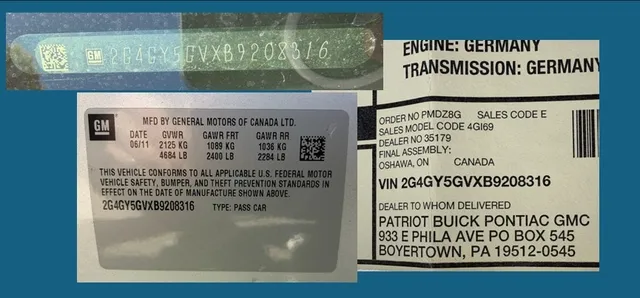 GM 2G4GY5GVXB9208316
GM
MFD BY GENERAL MOTORS OF CANADA LTD.
DATE GVWR GAWR FRT GAWR RR
06/11 2125 KG 1089 KG 1036 KG
4684 LB 2400 LB 2284 LB
THIS VEHICLE CONFORMS TO ALL APPLICABLE U.S. FEDERAL MOTOR
VEHICLE SAFETY, BUMPER, AND THEFT PREVENTION STANDARDS IN
EFFECT ON THE DATE OF MANUFACTURE SHOWN ABOVE.
2G4GY5GVXB9208316 TYPE: PASS CAR
ENGINE: GERMANY
TRANSMISSION: GERMANY
ORDER NO PMDZ8G SALES CODE E
SALES MODEL CODE 4GI69
DEALER NO 35179
FINAL ASSEMBLY:
OSHAWA, ON CANADA
VIN 2G4GY5GVXB9208316
DEALER TO WHOM DELIVERED
PATRIOT BUICK PONTIAC GMC
933 E PHILA AVE PO BOX 545
BOYERTOWN, PA 19512-0545